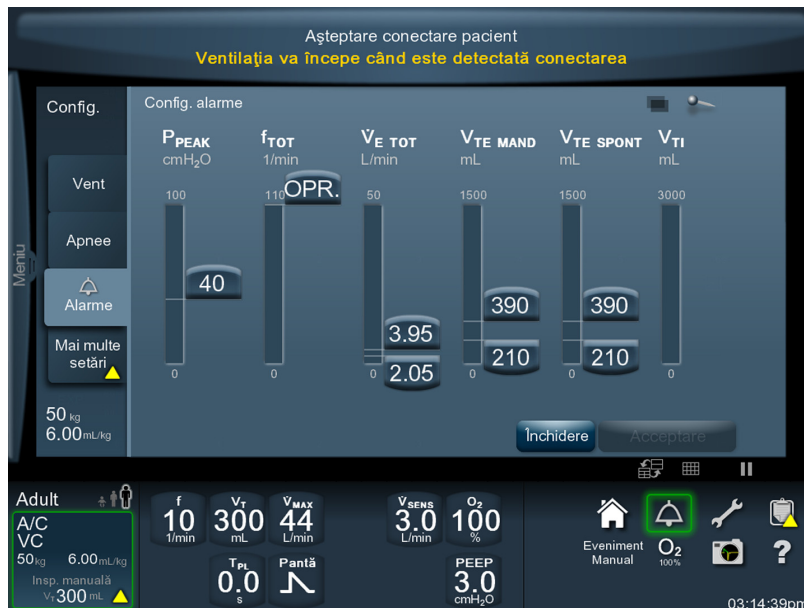 Aşteptare conectare pacient
Ventilaţia va începe când este detectată conectarea
Meniu
Config.
Vent
Apnee
Alarme
Mai multe
setări
50 kg
6.00 mL/kg
Config. alarme
PPEAK fTOT V̇E TOT VTE MAND VTE SPONT VTI
cmH2O 1/min L/min mL mL mL
100 110 OPR. 50 1500 1500 3000
40
3.95 390 390
2.05 210 210
0 0 0 0 0 0
Închidere Acceptare
Adult
A/C
VC
50 kg 6.00 mL/kg
Insp. manuală
VT 300 mL
f VT V̇MAX V̇SENS O2
10 300 44 3.0 100
1/min mL L/min L/min %
TPL Pantă PEEP
0.0 3.0
s cmH2O
Eveniment
Manual
O2
100%
?
03:14:39pm